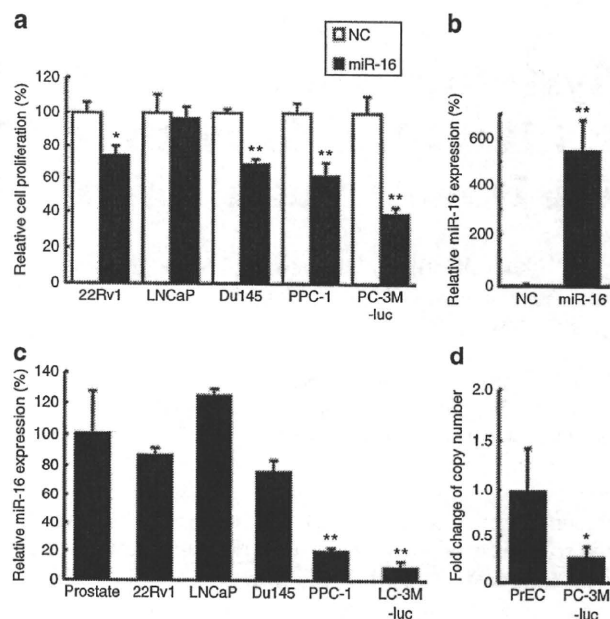 a
NC
miR-16
Relative cell proliferation (%)
120
100
80
60
40
20
0
*
**
**
**
22Rv1
LNCaP
Du145
PPC-1
PC-3M
-luc
b
Relative miR-16 expression (%)
600
400
200
0
**
NC
miR-16
c
Relative miR-16 expression (%)
140
120
100
80
60
40
20
0
**
**
Prostate
22Rv1
LNCaP
Du145
PPC-1
LC-3M
-luc
d
Fold change of copy number
2.0
1.5
1.0
0.5
0.0
*
PrEC
PC-3M
-luc